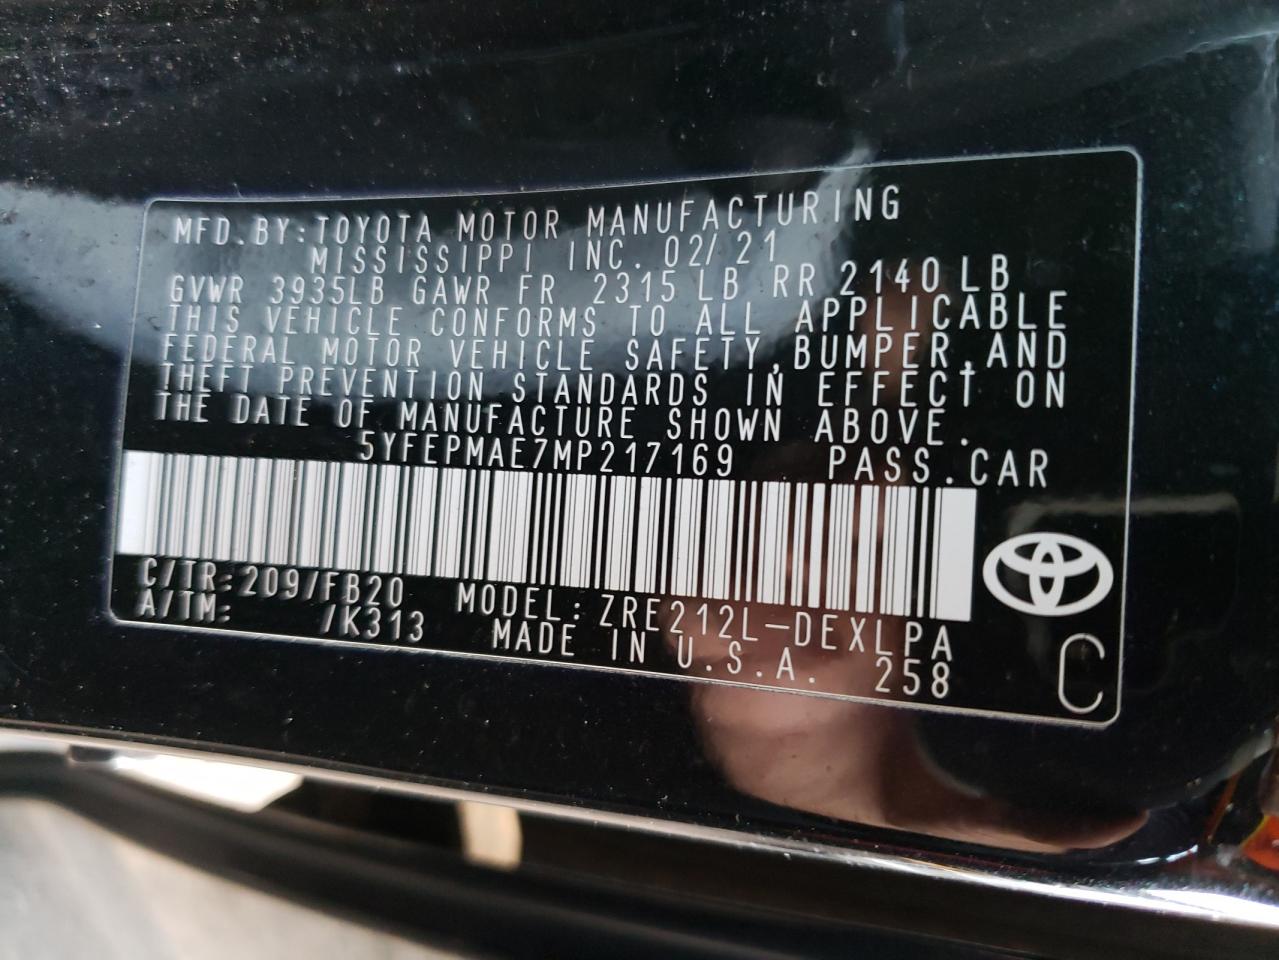 MFD.BY:TOYOTA MOTOR MANUFACTURING
MISSISSIPPI INC. 02/21
GVWR 3935LB GAWR FR 2315 LB RR 2140 LB
THIS VEHICLE CONFORMS TO ALL APPLICABLE
FEDERAL MOTOR VEHICLE SAFETY,BUMPER,AND
THEFT PREVENTION STANDARDS IN EFFECT ON
THE DATE OF MANUFACTURE SHOWN ABOVE.
5YFEPMAE7MP217169 PASS.CAR
C/TR:209/FB20 MODEL:ZRE212L-DEXLPA
A/TM: /K313 MADE IN U.S.A. 258
C